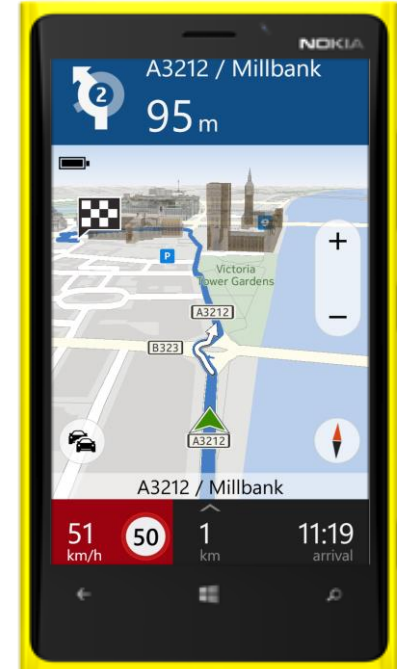 NOKIA
A3212 / Millbank
2
95 m
P
Victoria
Tower Gardens
A3212
B323
A3212
+
−
A3212 / Millbank
51
km/h
50
1
km
11:19
arrival